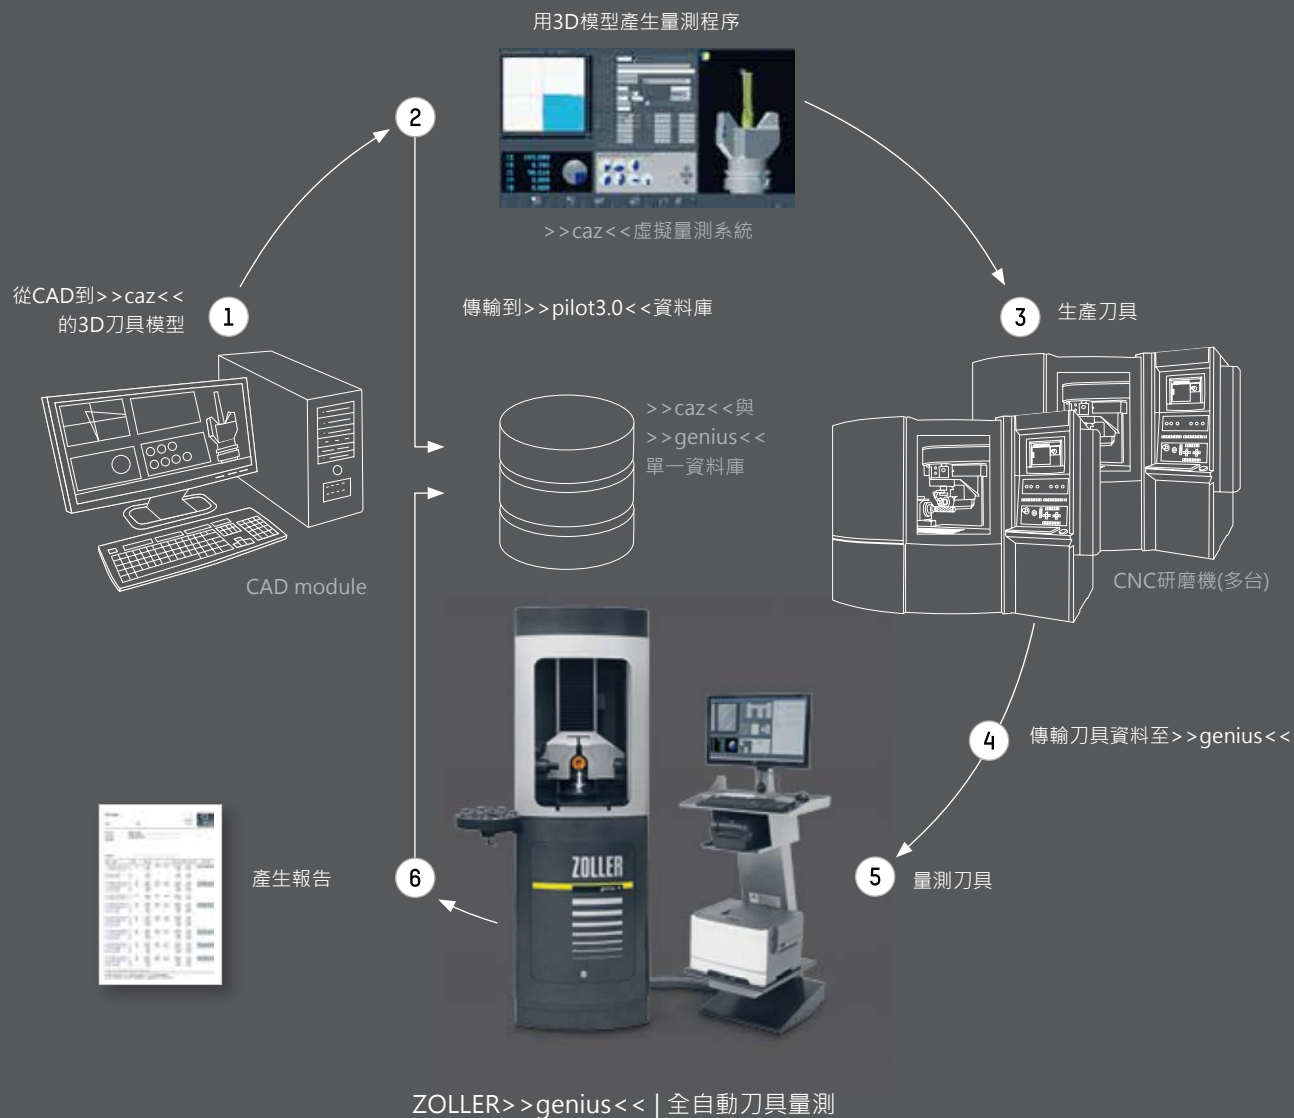 用3D模型產生量測程序
2
>>caz<<虛擬量測系統
從CAD到>>caz<<
的3D刀具模型
1
傳輸到>>pilot3.0<<資料庫
3
生產刀具
>>caz<<與
>>genius<<
單一資料庫
CAD module
CNC研磨機(多台)
4
傳輸刀具資料至>>genius<<
ZOLLER
產生報告
6
5
量測刀具
ZOLLER>>genius<< | 全自動刀具量測